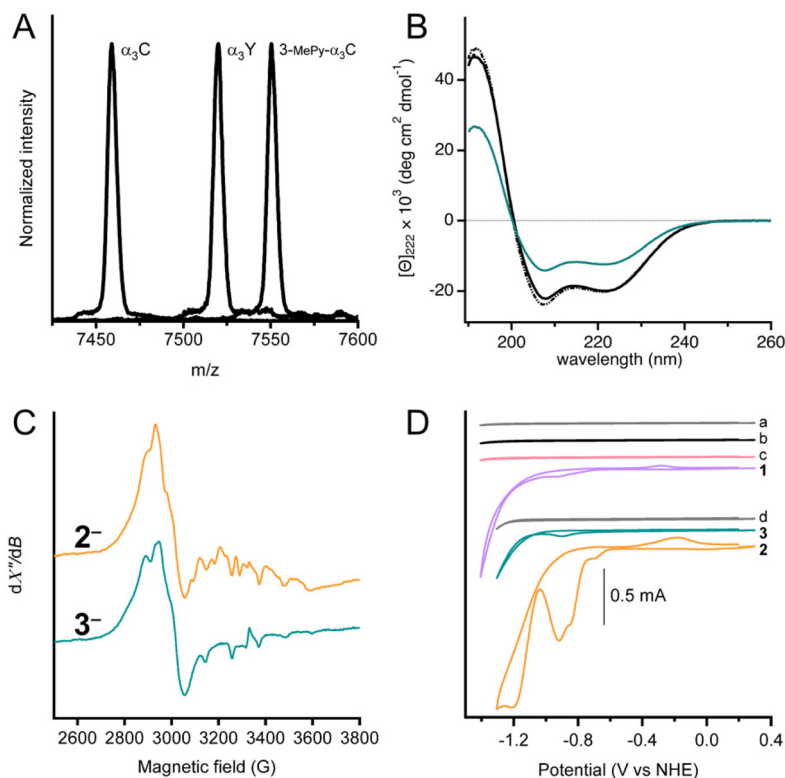 A
α₃C
α₃Y
3-MePy-α₃C
Normalized intensity
7450
7500
7550
7600
m/z
B
[Θ]₂₂₂ × 10³ (deg cm² dmol⁻¹)
40
20
0
-20
200
220
240
260
wavelength (nm)
C
2⁻
3⁻
dΧ"/dB
2600
2800
3000
3200
3400
3600
3800
Magnetic field (G)
D
a
b
c
1
d
3
2
0.5 mA
-1.2
-0.8
-0.4
0.0
0.4
Potential (V vs NHE)